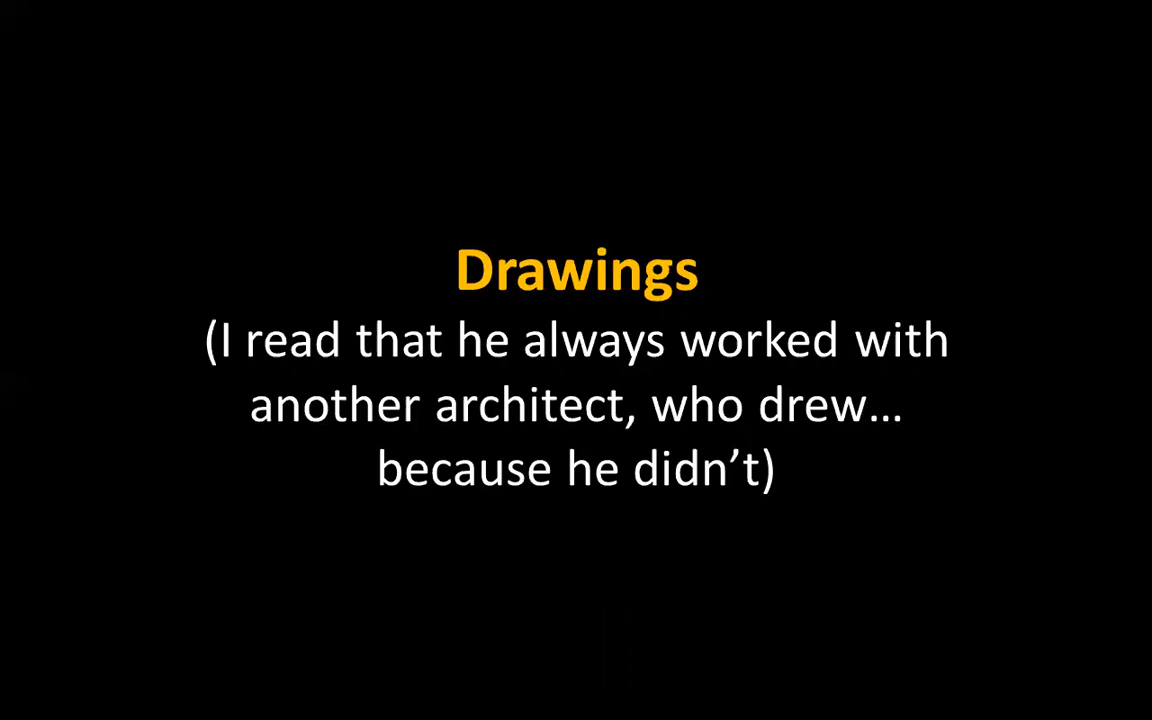 Drawings
(I read that he always worked with
another architect, who drew…
because he didn’t)